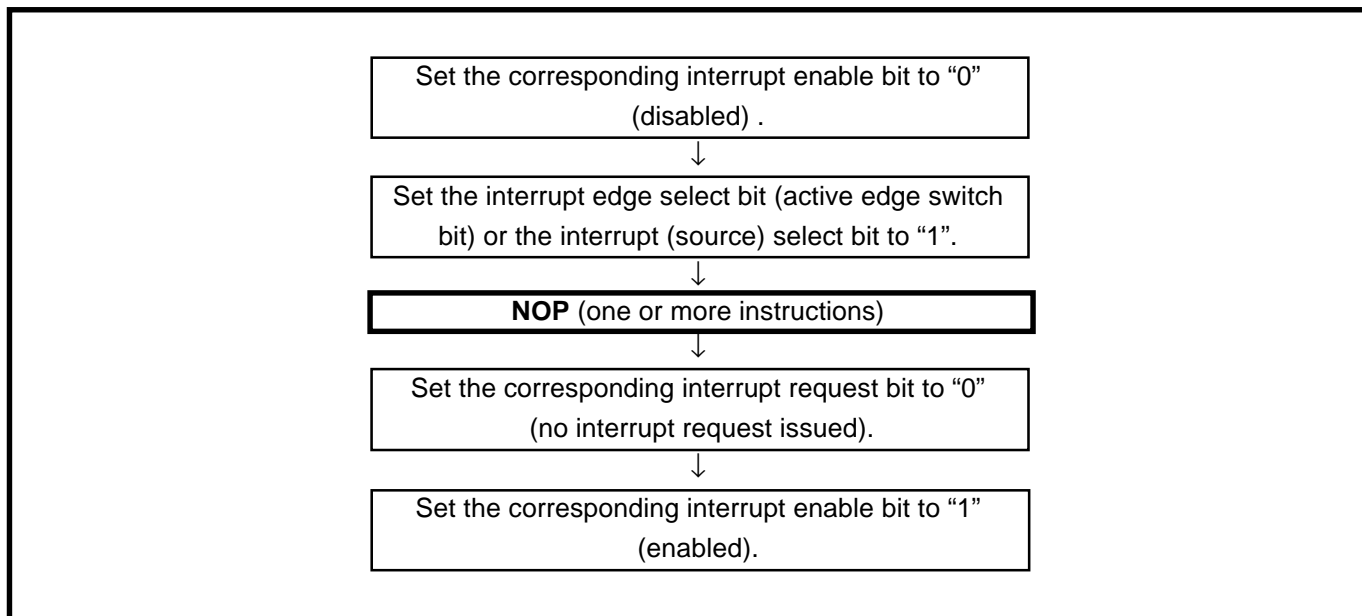 Set the corresponding interrupt enable bit to “0”
(disabled) .
↓
Set the interrupt edge select bit (active edge switch
bit) or the interrupt (source) select bit to “1”.
↓
NOP (one or more instructions)
↓
Set the corresponding interrupt request bit to “0”
(no interrupt request issued).
↓
Set the corresponding interrupt enable bit to “1”
(enabled).